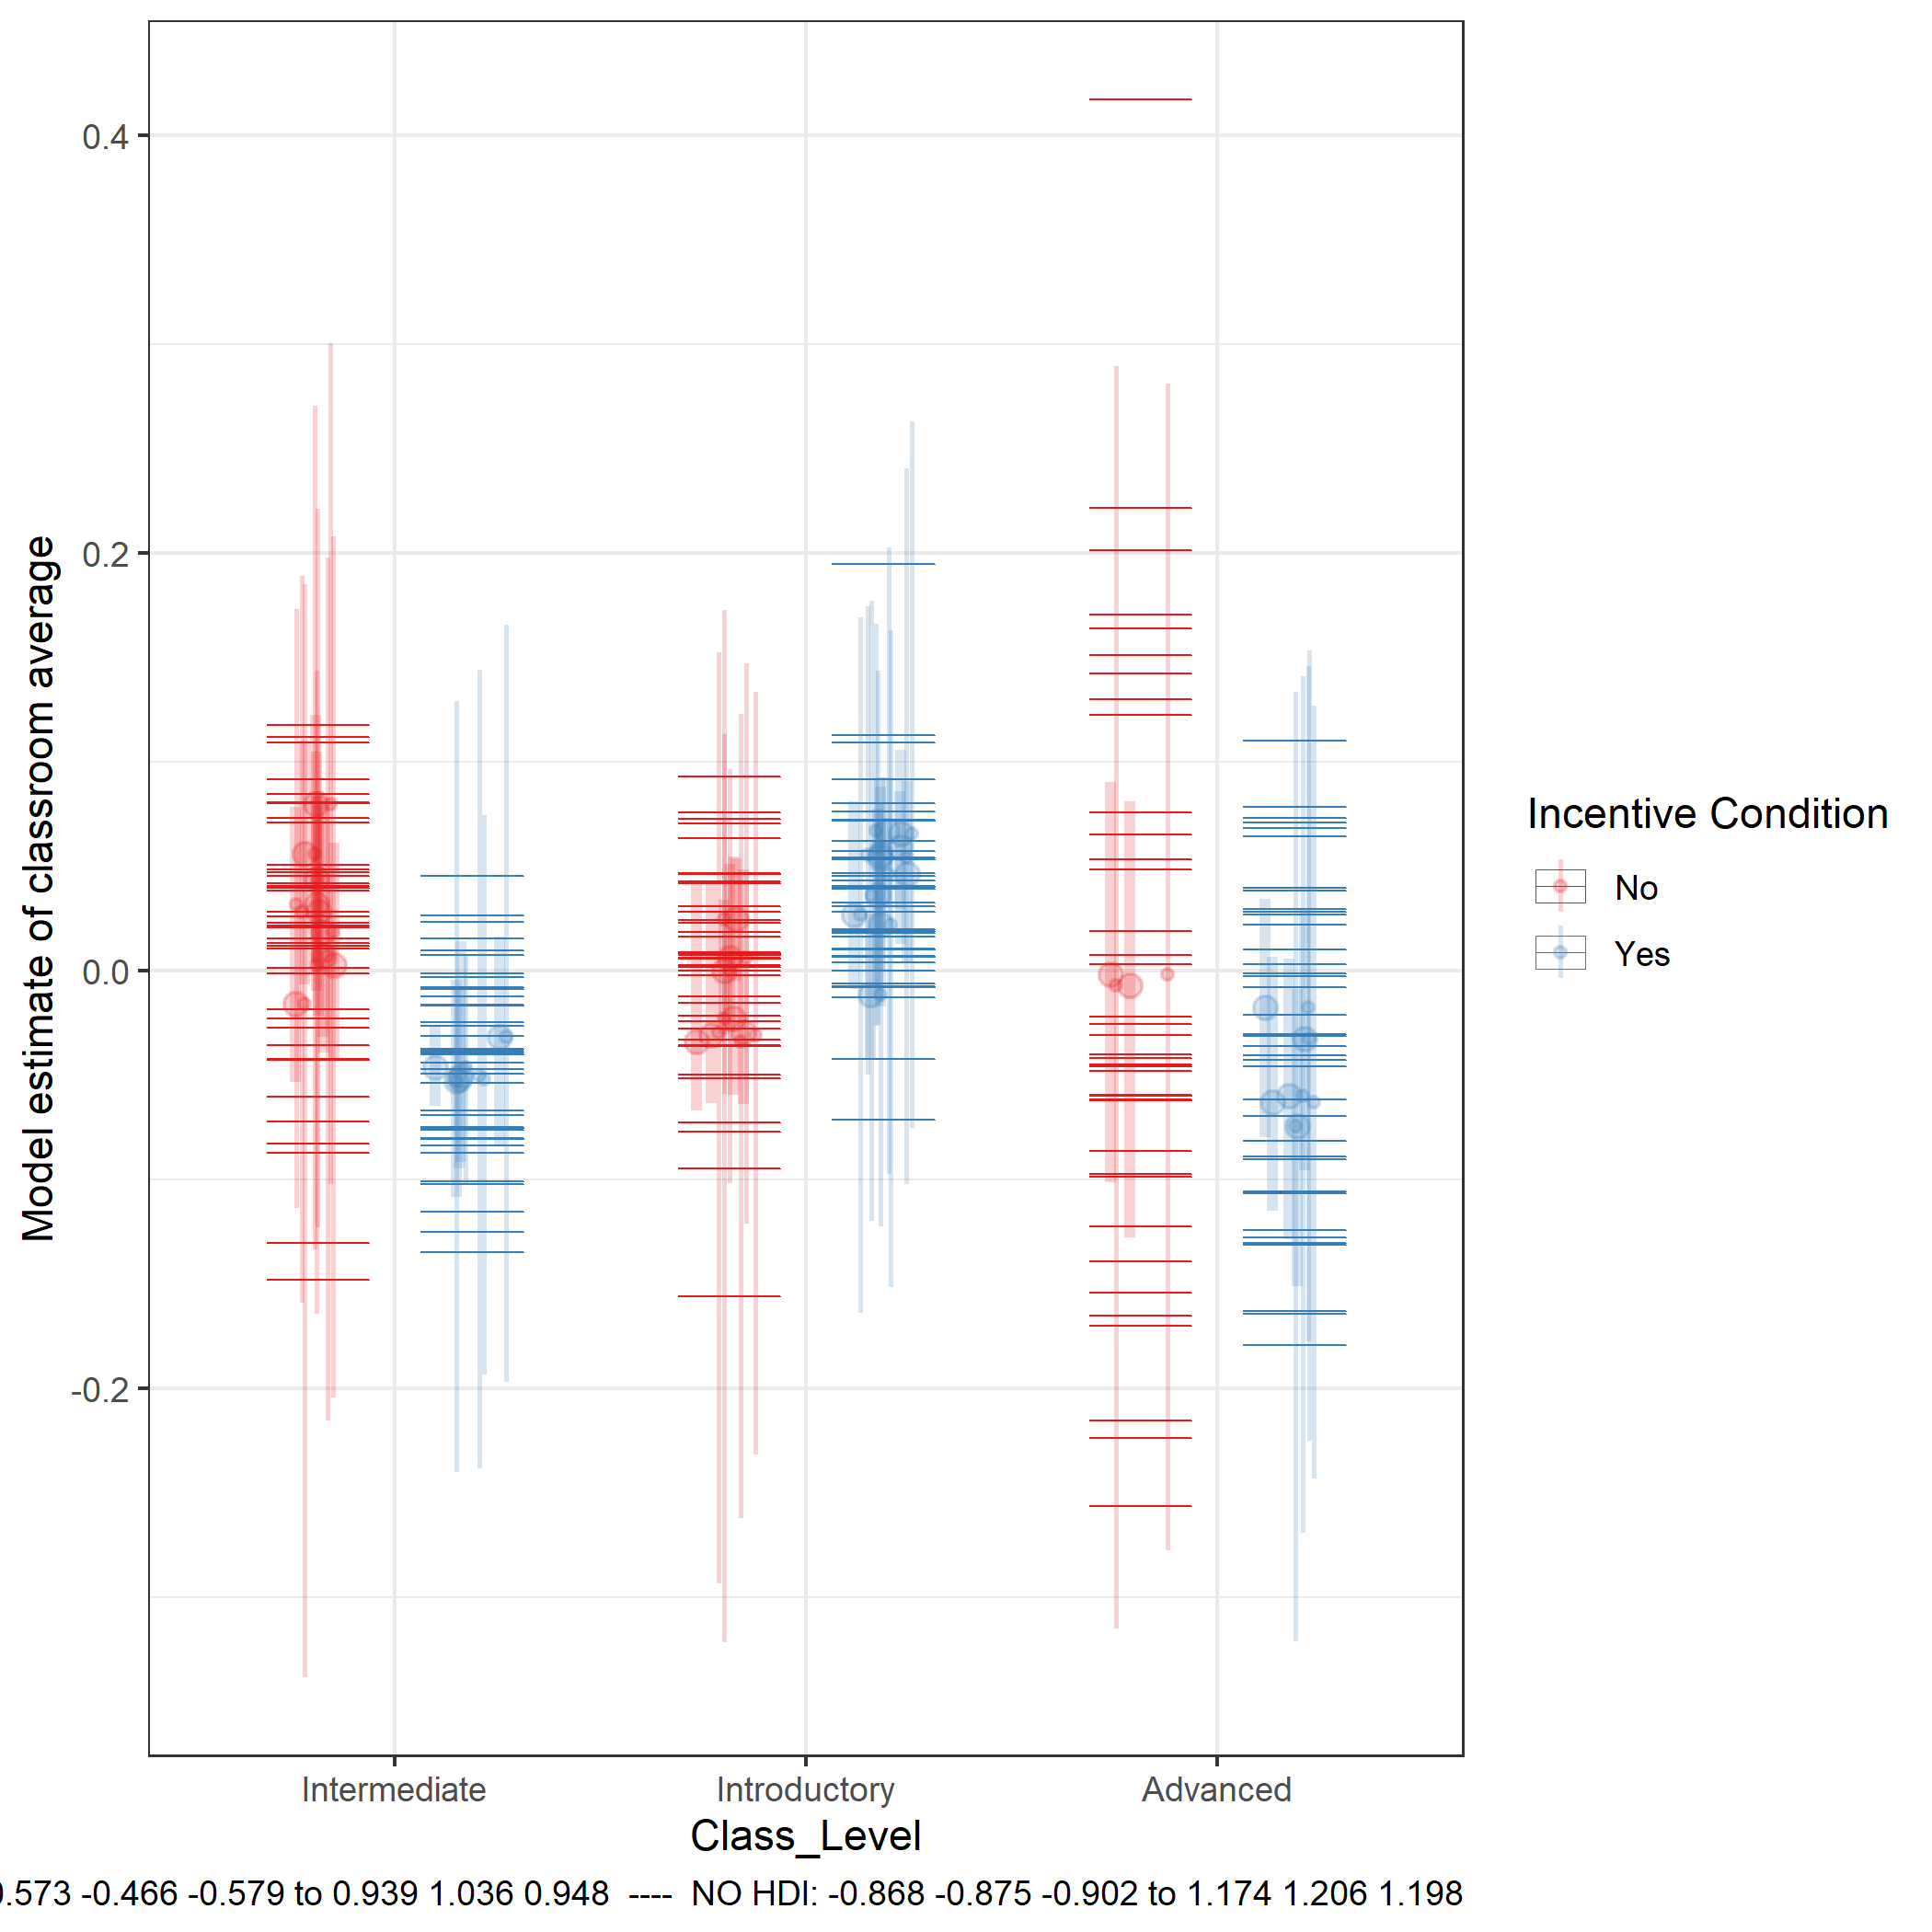 0.4
0.2
0.0
-0.2
Model estimate of classroom average
Intermediate Introductory Advanced
Class_Level
.573 -0.466 -0.579 to 0.939 1.036 0.948 ---- NO HDI: -0.868 -0.875 -0.902 to 1.174 1.206 1.198
Incentive Condition
No
Yes